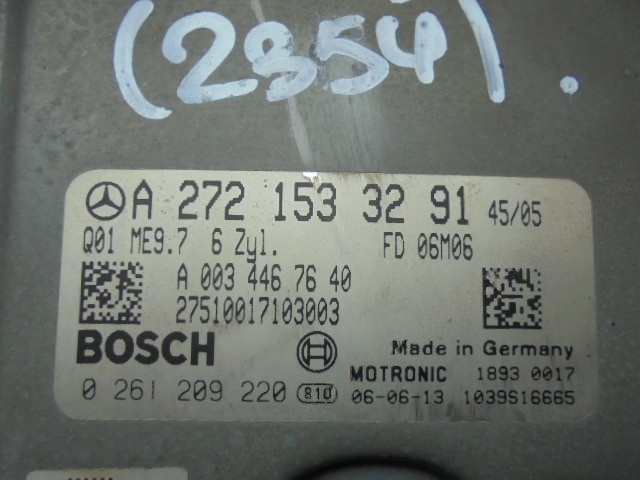 (2354).
A 272 153 32 91 45/05
Q01 ME9.7 6 Zyl. FD 06M06
A 003 446 76 40
27510017103003
BOSCH Made in Germany
MOTRONIC 1893 0017
0 261 209 220 810 06-06-13 1039S16665